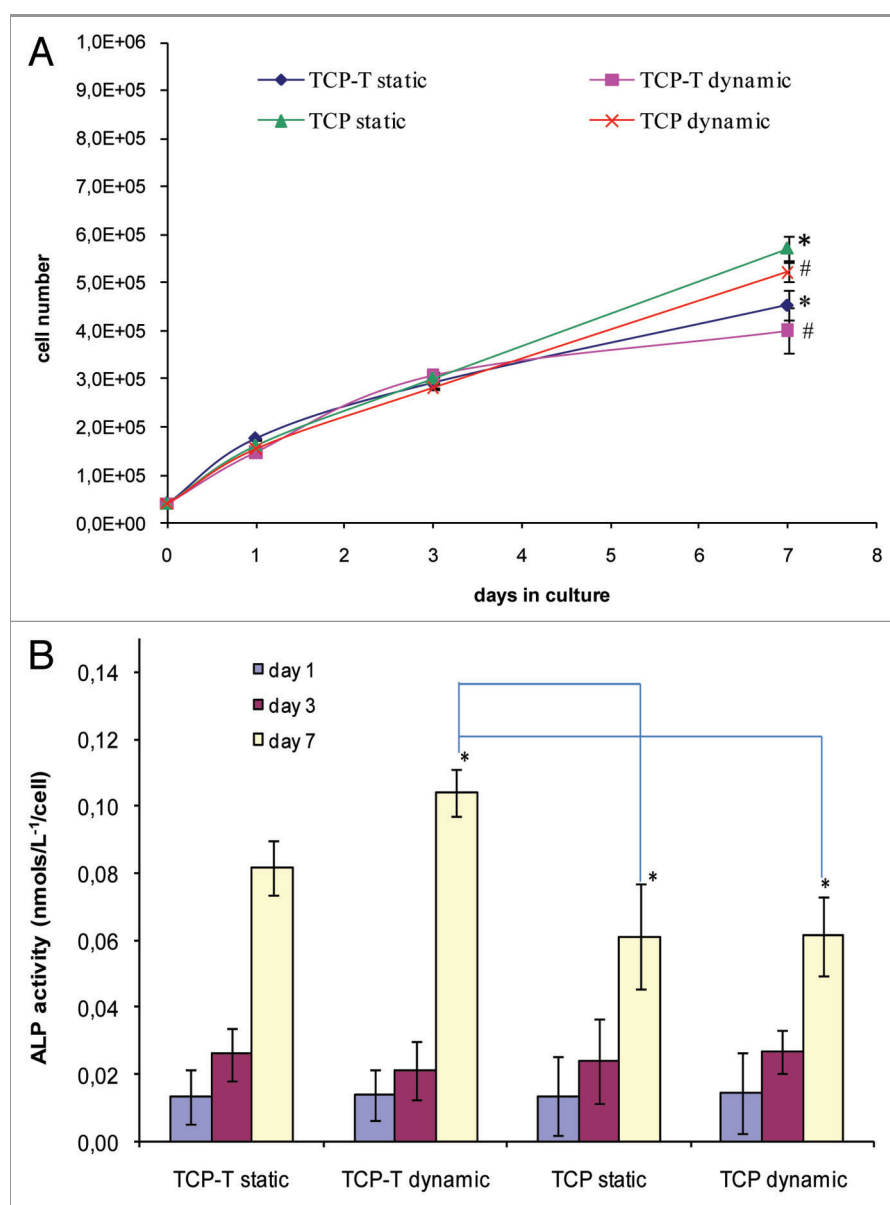 A
1,0E+06
9,0E+05
8,0E+05
7,0E+05
6,0E+05
5,0E+05
4,0E+05
3,0E+05
2,0E+05
1,0E+05
0,0E+00
cell number
TCP-T static
TCP-T dynamic
TCP static
TCP dynamic
*
#
*
#
0 1 2 3 4 5 6 7 8
days in culture
B
0,14
0,12
0,10
0,08
0,06
0,04
0,02
0,00
ALP activity (nmols/L⁻¹/cell)
day 1
day 3
day 7
*
*
*
TCP-T static TCP-T dynamic TCP static TCP dynamic